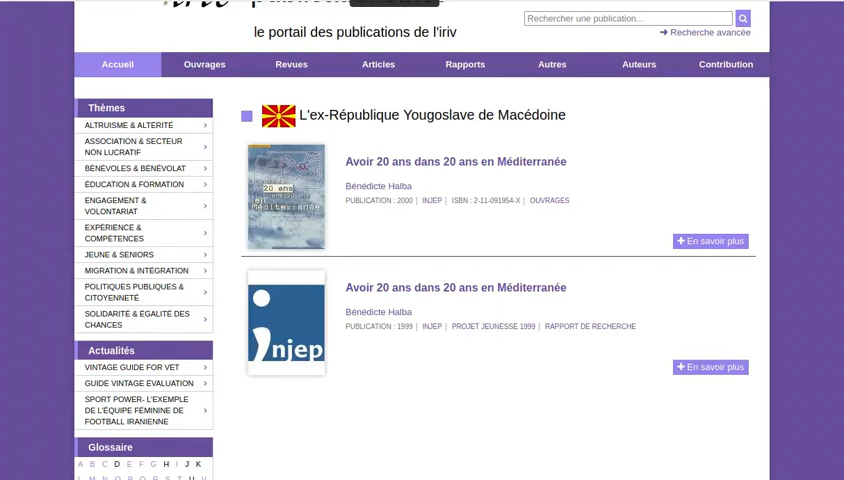 le portail des publications de l'iriv
Rechercher une publication...
Recherche avancée
Accueil Ouvrages Revues Articles Rapports Autres Auteurs Contribution
Thèmes
ALTRUISME & ALTERITÉ
ASSOCIATION & SECTEUR
NON LUCRATIF
BÉNÉVOLES & BÉNÉVOLAT
ÉDUCATION & FORMATION
ENGAGEMENT &
VOLONTARIAT
EXPÉRIENCE &
COMPÉTENCES
JEUNE & SENIORS
MIGRATION & INTÉGRATION
POLITIQUES PUBLIQUES &
CITOYENNETÉ
SOLIDARITÉ & ÉGALITÉ DES
CHANCES
Actualités
VINTAGE GUIDE FOR VET
GUIDE VINTAGE ÉVALUATION
SPORT POWER- L'EXEMPLE
DE L'ÉQUIPE FÉMININE DE
FOOTBALL IRANIENNE
Glossaire
A B C D E F G H I J K
L M N O P Q R S T U V
L'ex-République Yougoslave de Macédoine
20 ans
en Méditerranée
Avoir 20 ans dans 20 ans en Méditerranée
Bénédicte Halba
PUBLICATION : 2000 | INJEP | ISBN : 2-11-091954-X | OUVRAGES
+ En savoir plus
injep
Avoir 20 ans dans 20 ans en Méditerranée
Bénédicte Halba
PUBLICATION : 1999 | INJEP | PROJET JEUNESSE 1999 | RAPPORT DE RECHERCHE
+ En savoir plus